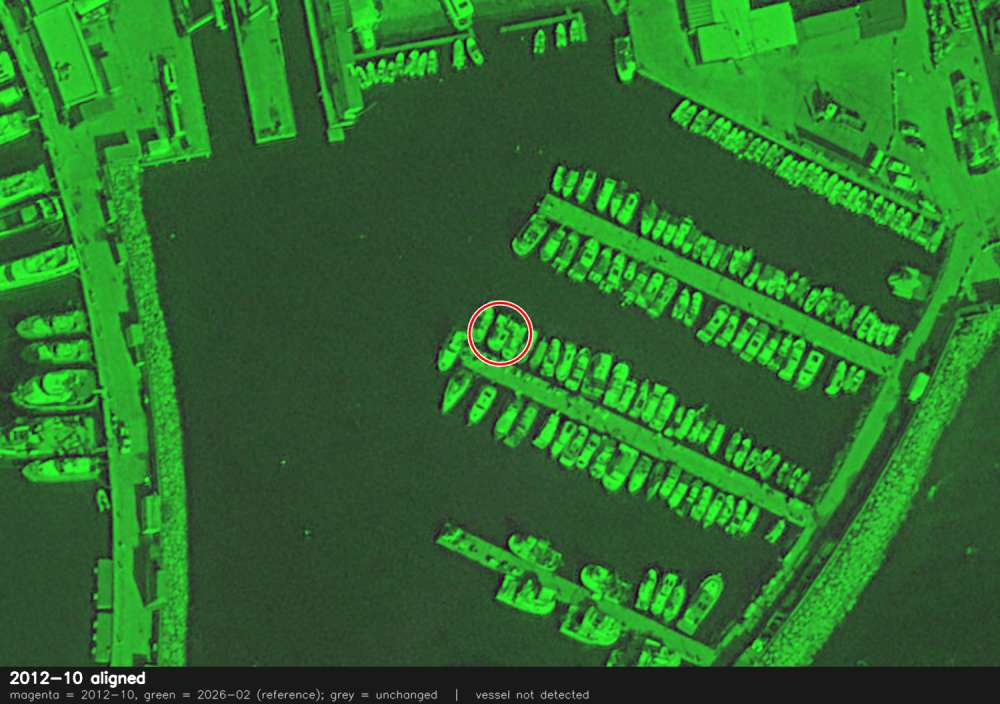 2012-10 aligned
magenta = 2012-10, green = 2026-02 (reference); grey = unchanged | vessel not detected